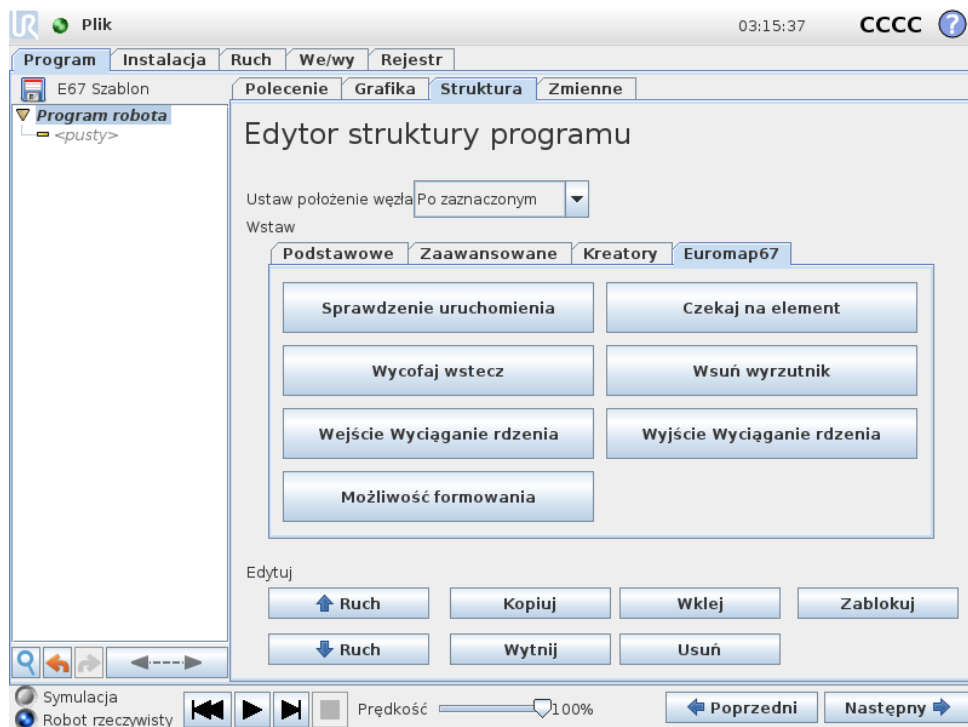 UR Plik 03:15:37 CCCC ?
Program Instalacja Ruch We/wy Rejestr
E67 Szablon
Polecenie Grafika Struktura Zmienne
Program robota
<pusty>
Edytor struktury programu
Ustaw położenie węzła Po zaznaczonym
Wstaw
Podstawowe Zaawansowane Kreatory Euromap67
Sprawdzenie uruchomienia Czekaj na element
Wycofaj wstecz Wsuń wyrzutnik
Wejście Wyciąganie rdzenia Wyjście Wyciąganie rdzenia
Możliwość formowania
Edytuj
Ruch Kopiuj Wklej Zablokuj
Ruch Wytnij Usuń
Symulacja
Robot rzeczywisty
Prędkość 100%
Poprzedni Następny